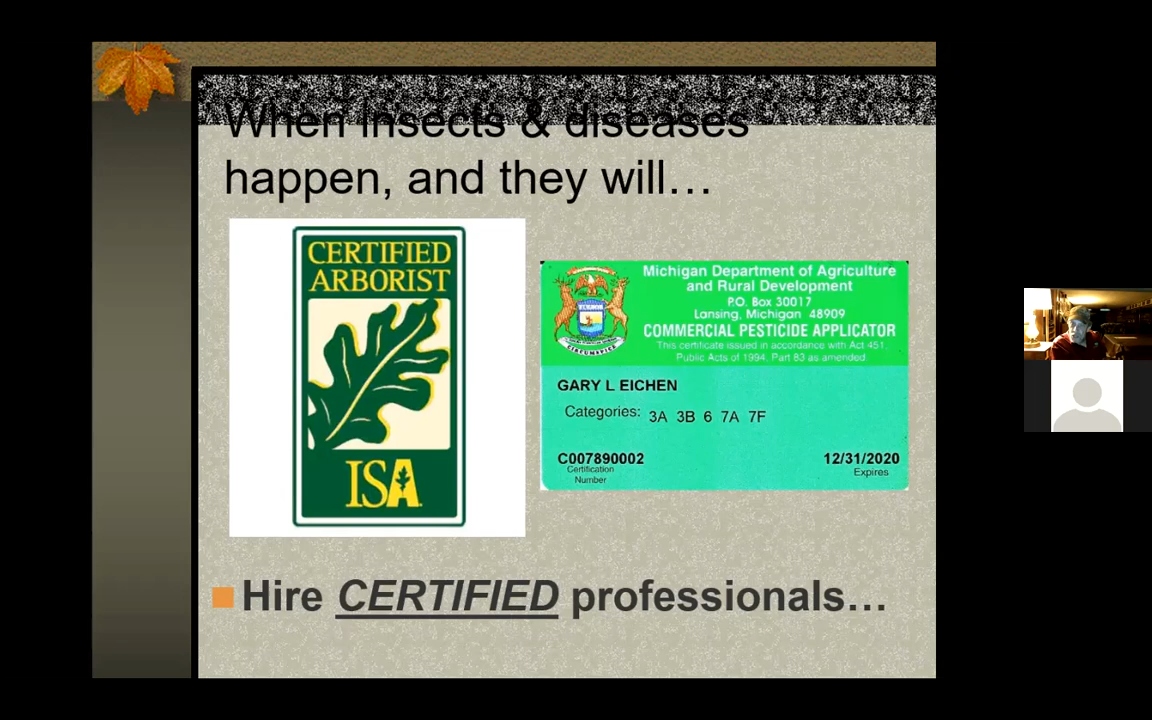 When insects & diseases
happen, and they will…
CERTIFIED
ARBORIST
ISA
Michigan Department of Agriculture
and Rural Development
P.O. Box 30017
Lansing, Michigan 48909
COMMERCIAL PESTICIDE APPLICATOR
This certificate issued in accordance with Act 451,
Public Acts of 1994, Part 83 as amended.
GARY L EICHEN
Categories: 3A 3B 6 7A 7F
C007890002
Certification
Number
12/31/2020
Expires
Hire CERTIFIED professionals…